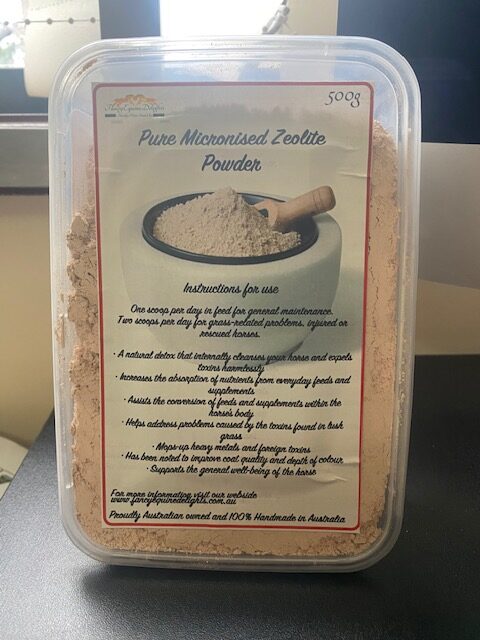 Fancy Equine Delights
500g
Pure Micronised Zeolite
Powder
Instructions for use
One scoop per day in feed for general maintenance.
Two scoops per day for grass-related problems, injured or
rescued horses.
· A natural detox that internally cleanses your horse and expels
toxins harmlessly
· Increases the absorption of nutrients from everyday feeds and
supplements
· Assists the conversion of feeds and supplements within the
horse's body
· Helps address problems caused by the toxins found in lush
grass
· Mops-up heavy metals and foreign toxins
· Has been noted to improve coat quality and depth of colour
· Supports the general well-being of the horse
For more information visit our webside
www.fancyequinedelights.com.au
Proudly Australian owned and 100% Handmade in Australia